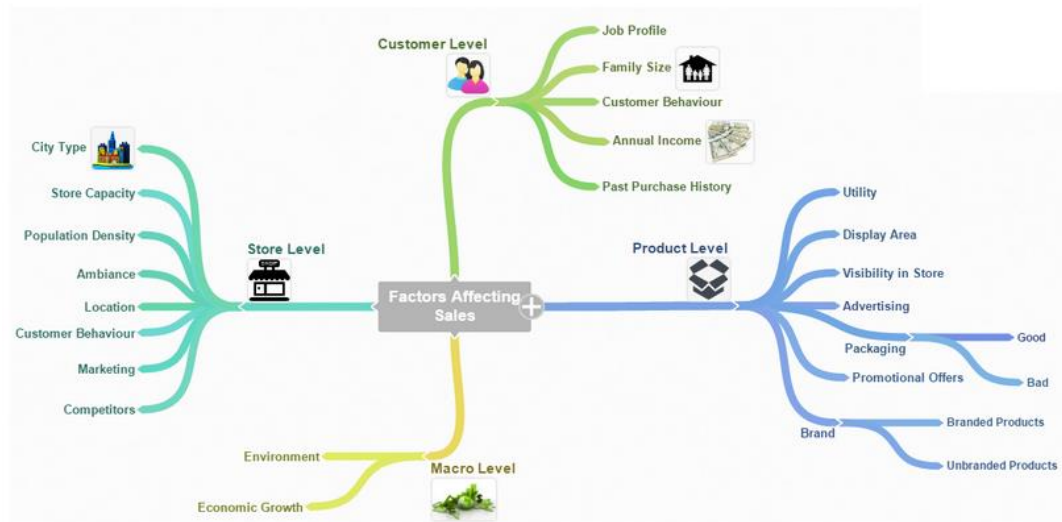 Customer Level
Job Profile
Family Size
Customer Behaviour
Annual Income
Past Purchase History
City Type
Store Capacity
Population Density
Ambiance
Location
Customer Behaviour
Marketing
Competitors
Store Level
SHOP
Factors Affecting
Sales
Product Level
Utility
Display Area
Visibility in Store
Advertising
Packaging
Good
Bad
Promotional Offers
Brand
Branded Products
Unbranded Products
Environment
Economic Growth
Macro Level